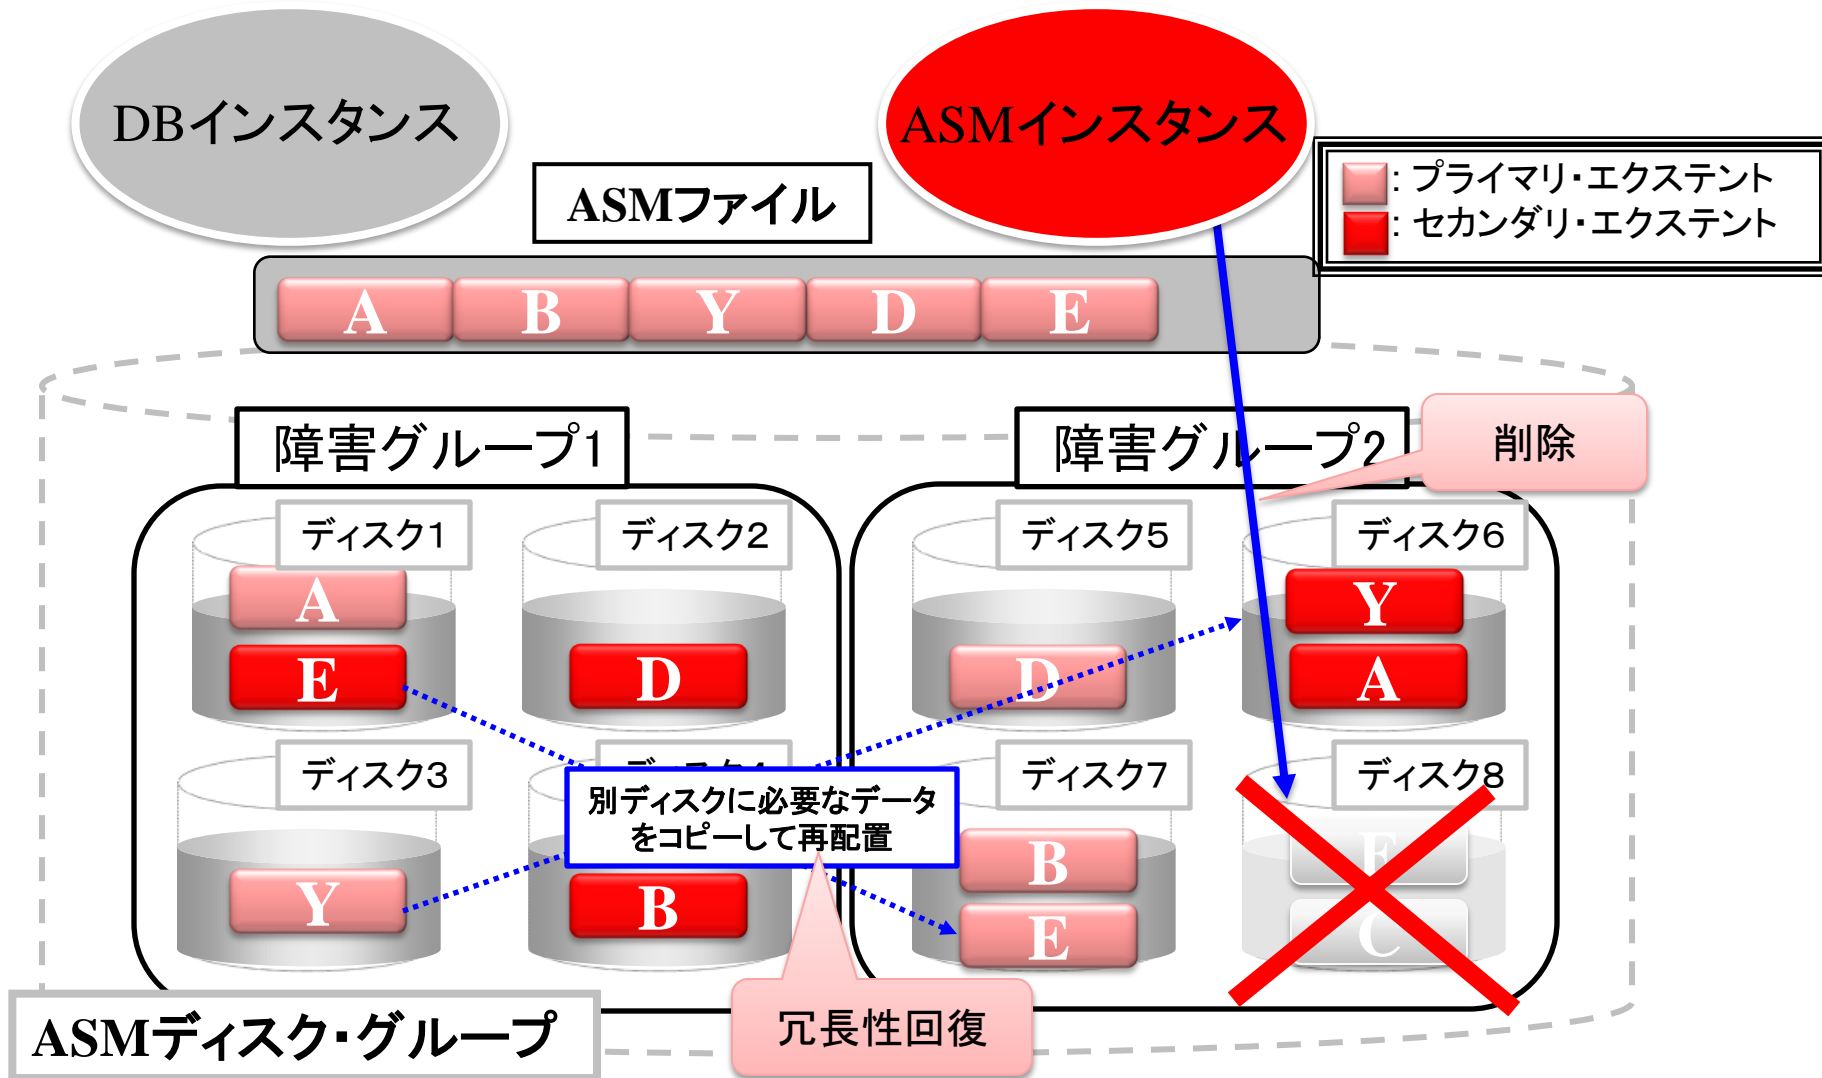 DBインスタンス
ASMインスタンス
ASMファイル
: プライマリ・エクステント
: セカンダリ・エクステント
A B Y D E
障害グループ1
障害グループ2
削除
ディスク1
ディスク2
ディスク5
ディスク6
A
E
D
D
Y
A
ディスク3
ディスク7
ディスク8
別ディスクに必要なデータ
をコピーして再配置
Y
B
B
E
C
冗長性回復
ASMディスク・グループ